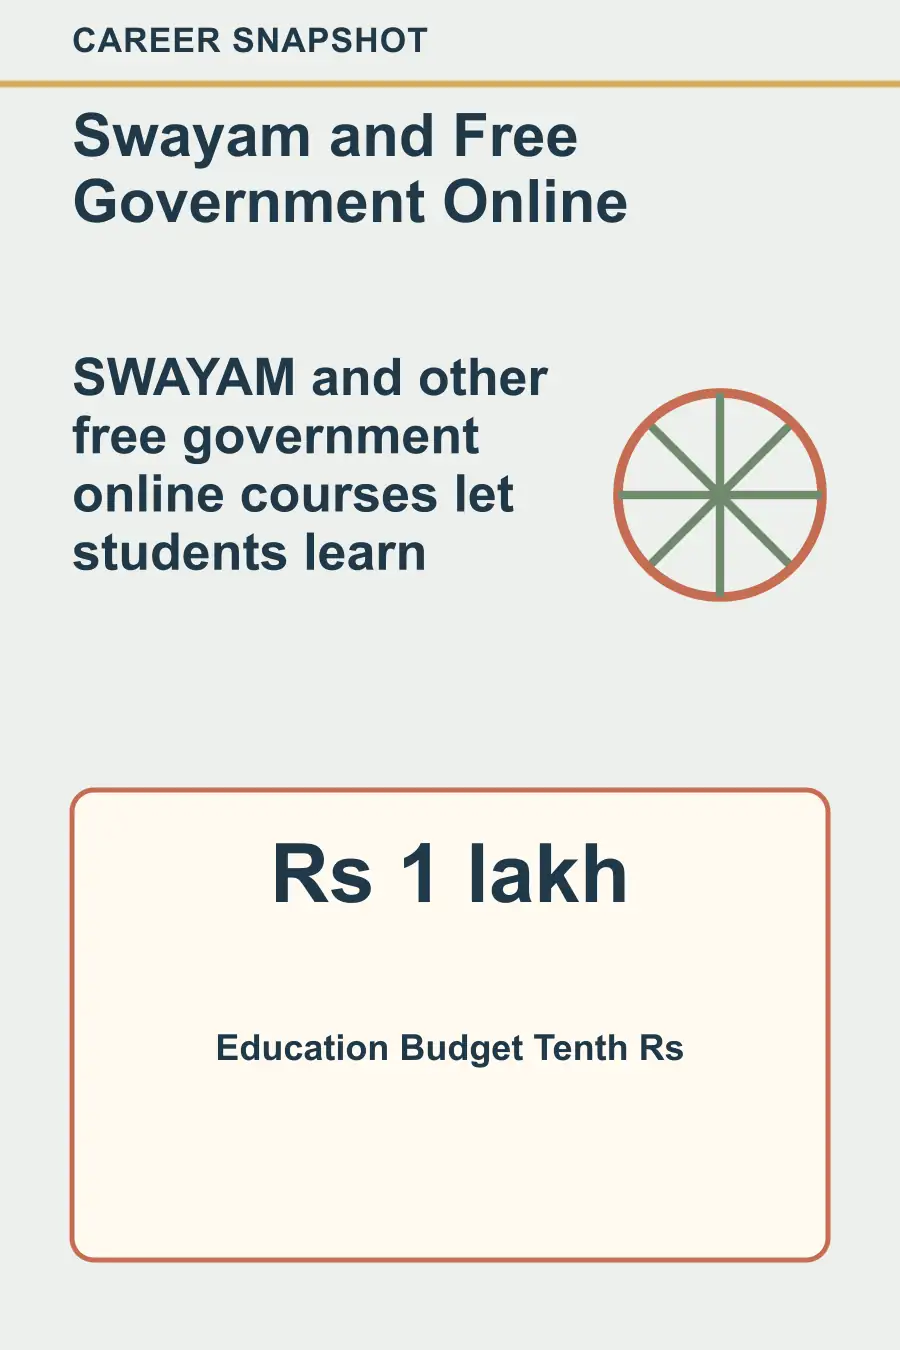 CAREER SNAPSHOT
Swayam and Free
Government Online
SWAYAM and other
free government
online courses let
students learn
Rs 1 lakh
Education Budget Tenth Rs